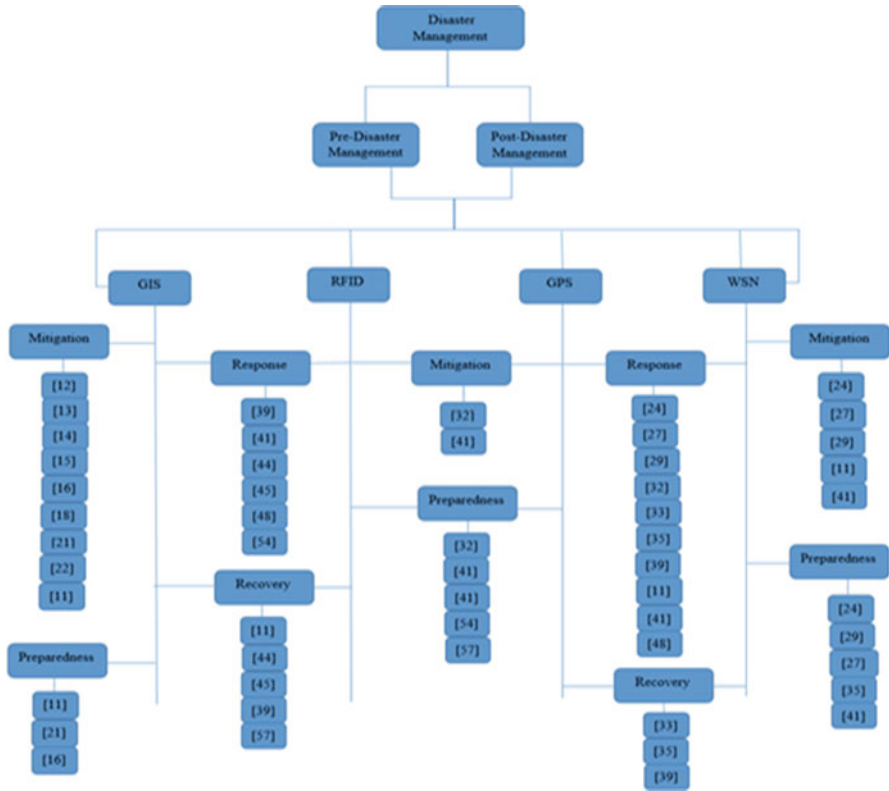 Disaster
Management
Pre-Disaster
Management
Post-Disaster
Management
GIS
RFID
GPS
WSN
Mitigation
[12]
[13]
[14]
[15]
[16]
[18]
[21]
[22]
[11]
Preparedness
[11]
[21]
[16]
Response
[39]
[41]
[44]
[45]
[48]
[54]
Recovery
[11]
[44]
[45]
[39]
[57]
Mitigation
[32]
[41]
Preparedness
[32]
[41]
[41]
[54]
[57]
Response
[24]
[27]
[29]
[32]
[33]
[35]
[39]
[11]
[41]
[48]
Recovery
[33]
[35]
[39]
Mitigation
[24]
[27]
[29]
[11]
[41]
Preparedness
[24]
[29]
[27]
[35]
[41]